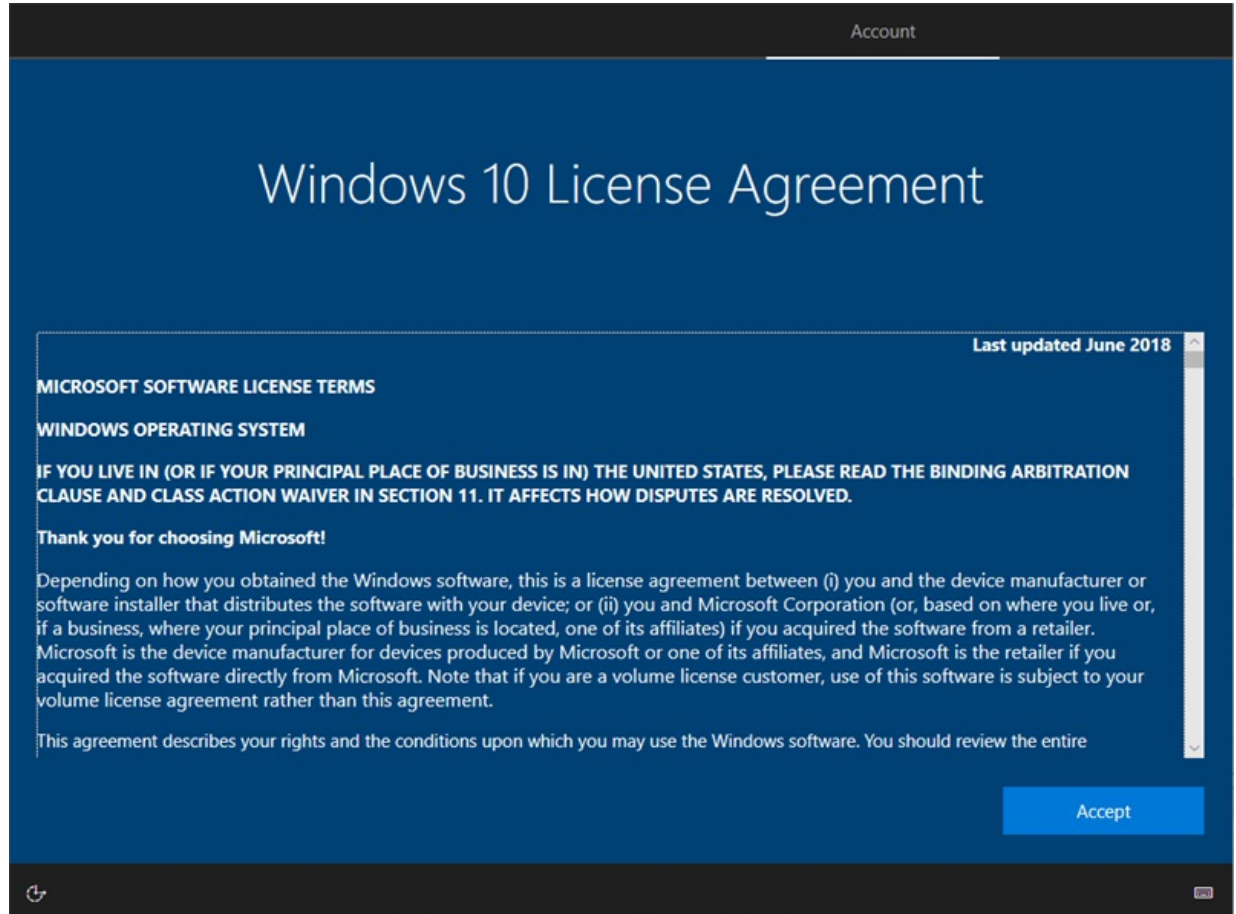 Account
Windows 10 License Agreement
Last updated June 2018
MICROSOFT SOFTWARE LICENSE TERMS
WINDOWS OPERATING SYSTEM
IF YOU LIVE IN (OR IF YOUR PRINCIPAL PLACE OF BUSINESS IS IN) THE UNITED STATES, PLEASE READ THE BINDING ARBITRATION
CLAUSE AND CLASS ACTION WAIVER IN SECTION 11. IT AFFECTS HOW DISPUTES ARE RESOLVED.
Thank you for choosing Microsoft!
Depending on how you obtained the Windows software, this is a license agreement between (i) you and the device manufacturer or
software installer that distributes the software with your device; or (ii) you and Microsoft Corporation (or, based on where you live or,
if a business, where your principal place of business is located, one of its affiliates) if you acquired the software from a retailer.
Microsoft is the device manufacturer for devices produced by Microsoft or one of its affiliates, and Microsoft is the retailer if you
acquired the software directly from Microsoft. Note that if you are a volume license customer, use of this software is subject to your
volume license agreement rather than this agreement.
This agreement describes your rights and the conditions upon which you may use the Windows software. You should review the entire
Accept